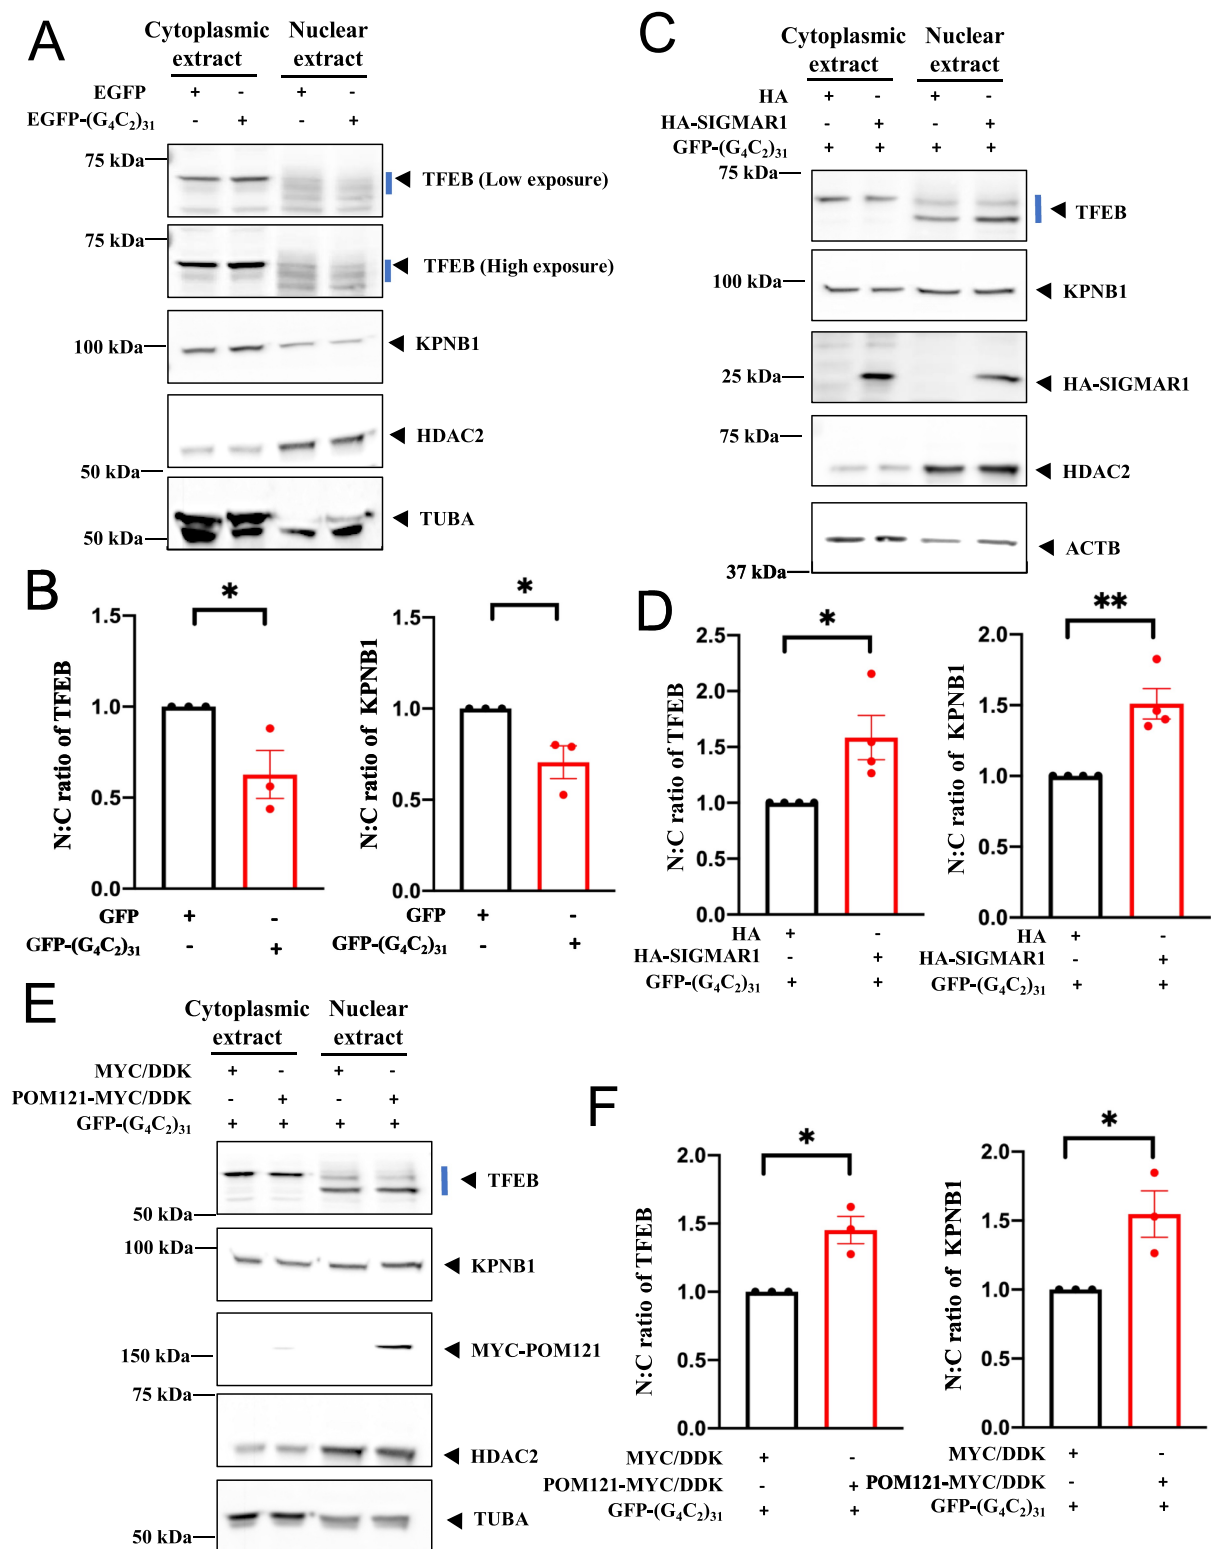 A
Cytoplasmic extract
Nuclear extract
EGFP + - + -
EGFP-(G₄C₂)₃₁ - + - +
75 kDa
TFEB (Low exposure)
75 kDa
TFEB (High exposure)
100 kDa
KPNB1
HDAC2
50 kDa
TUBA
50 kDa
B
*
1.5
1.0
0.5
0.0
N:C ratio of TFEB
GFP + -
GFP-(G₄C₂)₃₁ - +
*
1.5
1.0
0.5
0.0
N:C ratio of KPNB1
GFP + -
GFP-(G₄C₂)₃₁ - +
C
Cytoplasmic extract
Nuclear extract
HA + - + -
HA-SIGMAR1 - + - +
GFP-(G₄C₂)₃₁ + + + +
75 kDa
TFEB
100 kDa
KPNB1
25 kDa
HA-SIGMAR1
75 kDa
HDAC2
ACTB
37 kDa
D
*
2.5
2.0
1.5
1.0
0.5
0.0
N:C ratio of TFEB
HA + -
HA-SIGMAR1 - +
GFP-(G₄C₂)₃₁ + +
**
2.0
1.5
1.0
0.5
0.0
N:C ratio of KPNB1
HA + -
HA-SIGMAR1 - +
GFP-(G₄C₂)₃₁ + +
E
Cytoplasmic extract
Nuclear extract
MYC/DDK + - + -
POM121-MYC/DDK - + - +
GFP-(G₄C₂)₃₁ + + + +
TFEB
50 kDa
100 kDa
KPNB1
150 kDa
MYC-POM121
75 kDa
HDAC2
TUBA
50 kDa
F
*
2.0
1.5
1.0
0.5
0.0
N:C ratio of TFEB
MYC/DDK + -
POM121-MYC/DDK - +
GFP-(G₄C₂)₃₁ + +
*
2.0
1.5
1.0
0.5
0.0
N:C ratio of KPNB1
MYC/DDK + -
POM121-MYC/DDK - +
GFP-(G₄C₂)₃₁ + +